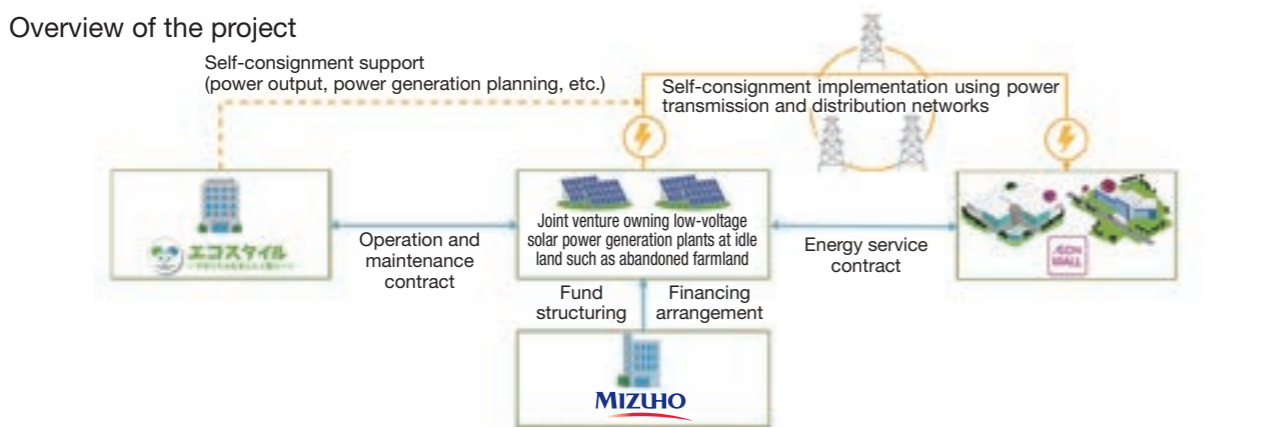 Overview of the project
Self-consignment support
(power output, power generation planning, etc.)
Self-consignment implementation using power
transmission and distribution networks
エコスタイル
Operation and
maintenance
contract
Joint venture owning low-voltage
solar power generation plants at idle
land such as abandoned farmland
Energy service
contract
AEON
MALL
Fund
structuring
Financing
arrangement
MIZUHO